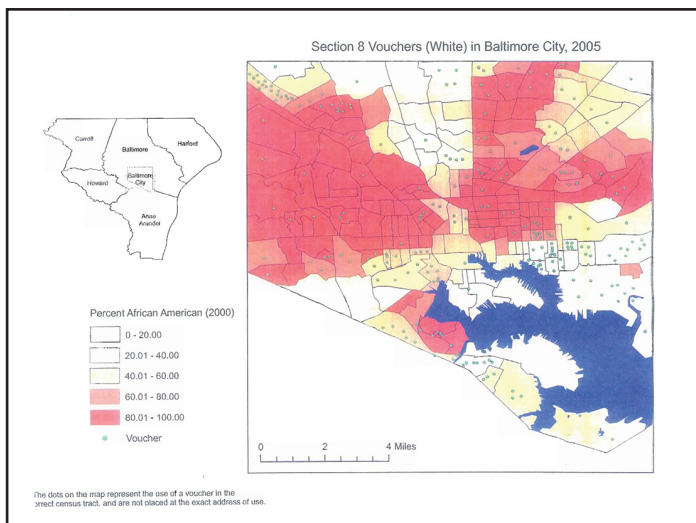 Section 8 Vouchers (White) in Baltimore City, 2005
Carroll
Baltimore
Harford
Howard
Baltimore
City
Anne
Arundel
Percent African American (2000)
0 - 20.00
20.01 - 40.00
40.01 - 60.00
60.01 - 80.00
80.01 - 100.00
Voucher
0 2 4 Miles
The dots on the map represent the use of a voucher in the
orrect census tract, and are not placed at the exact address of use.